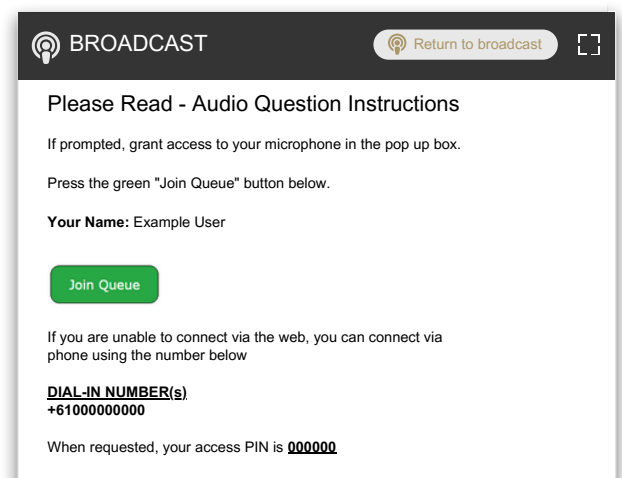 BROADCAST
Return to broadcast
Please Read - Audio Question Instructions
If prompted, grant access to your microphone in the pop up box.
Press the green "Join Queue" button below.
Your Name: Example User
Join Queue
If you are unable to connect via the web, you can connect via
phone using the number below
DIAL-IN NUMBER(s)
+61000000000
When requested, your access PIN is 000000